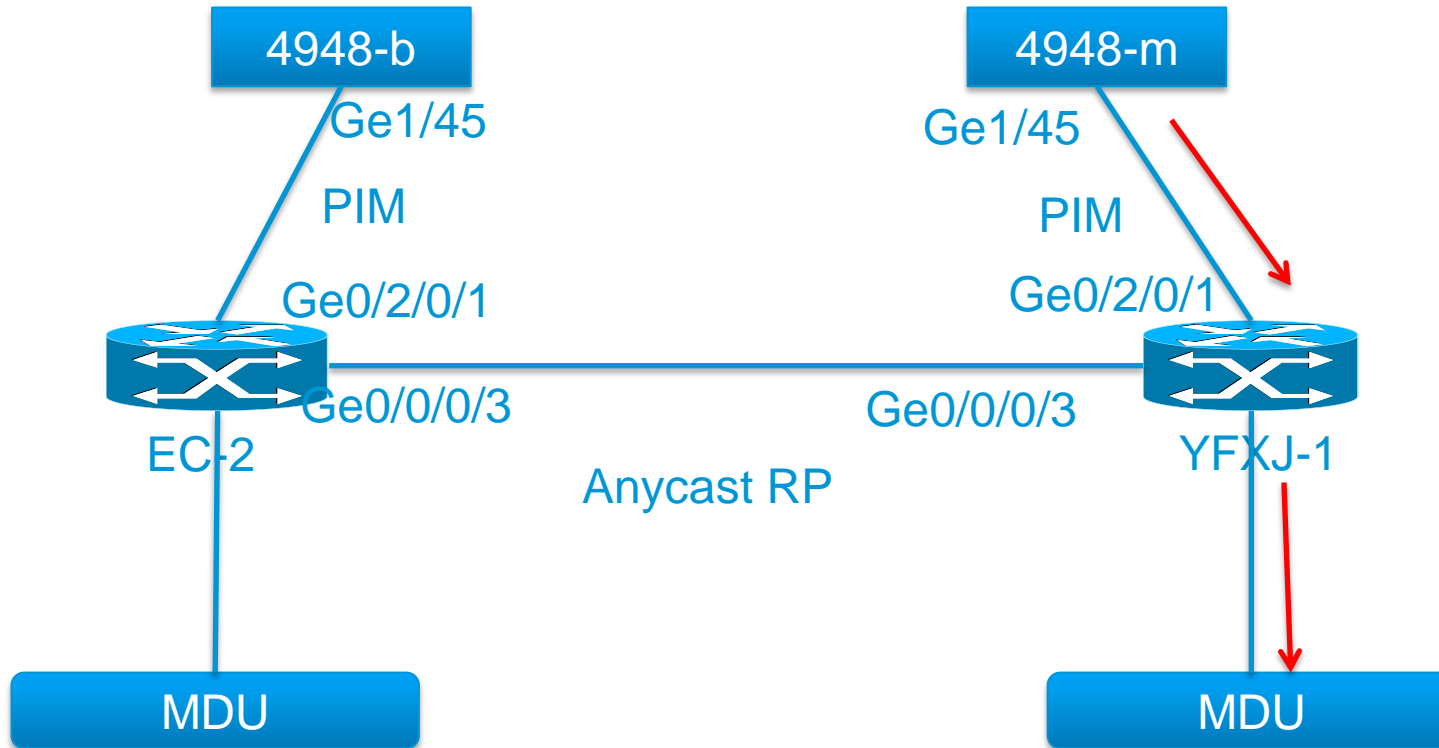 4948-b
4948-m
Ge1/45
Ge1/45
PIM
PIM
Ge0/2/0/1
Ge0/2/0/1
Ge0/0/0/3
Ge0/0/0/3
EC-2
YFXJ-1
Anycast RP
MDU
MDU